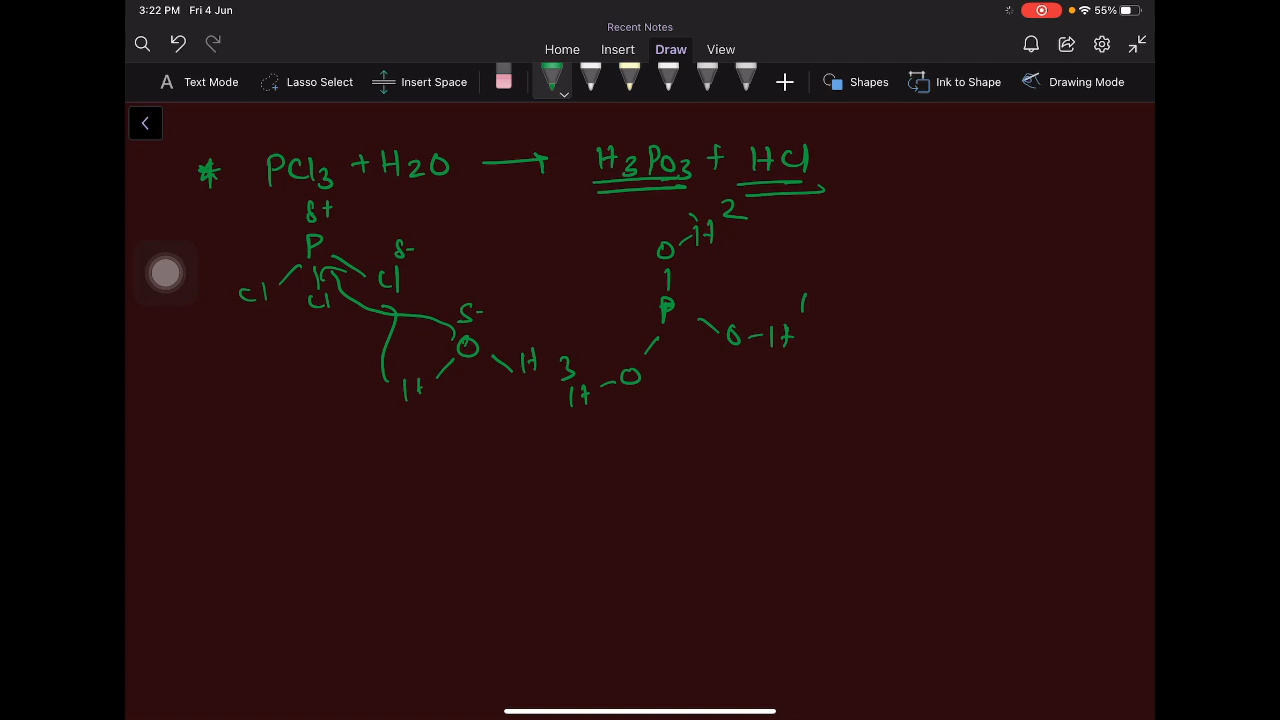 3:22 PM Fri 4 Jun
55%
Recent Notes
Home Insert Draw View
Text Mode Lasso Select Insert Space Shapes Ink to Shape Drawing Mode
* PCl3 + H2O → H3PO3 + HCl
δ+
2
P
δ-
O-H
Cl
Cl
Cl
P
δ-
O
H
O-H
H
3
O
H